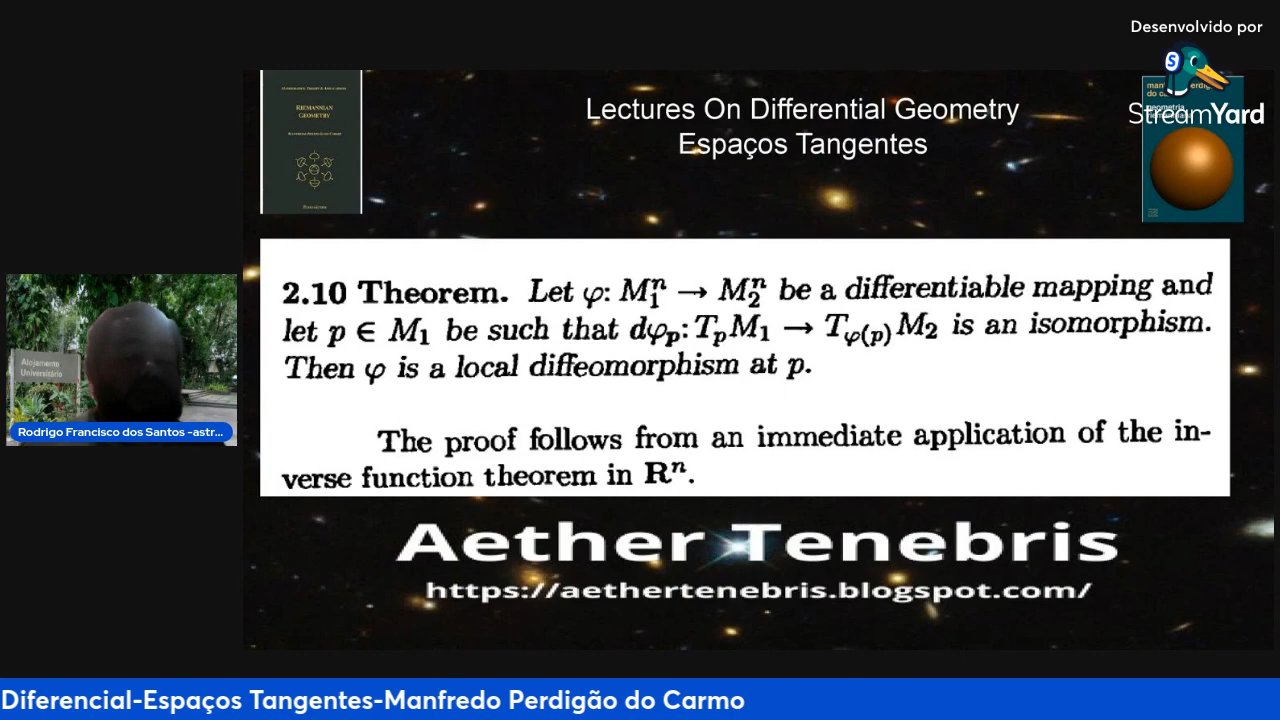 Desenvolvido por
StreamYard
RIEMANNIAN
GEOMETRY
Lectures On Differential Geometry
Espaços Tangentes
2.10 Theorem. Let φ: M₁ⁿ → M₂ⁿ be a differentiable mapping and
let p ∈ M₁ be such that dφₚ: TₚM₁ → T_φ(p)M₂ is an isomorphism.
Then φ is a local diffeomorphism at p.
The proof follows from an immediate application of the in-
verse function theorem in Rⁿ.
Alojamento
Universitário
Rodrigo Francisco dos Santos -astr...
Aether Tenebris
https://aethertenebris.blogspot.com/
Diferencial-Espaços Tangentes-Manfredo Perdigão do Carmo